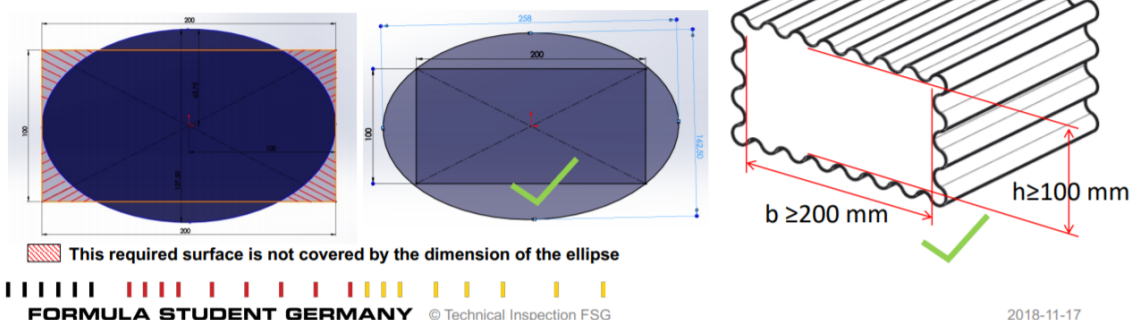 200
100
100
200
258
200
100
162,50
b ≥200 mm
h≥100 mm
This required surface is not covered by the dimension of the ellipse
FORMULA STUDENT GERMANY
© Technical Inspection FSG
2018-11-17